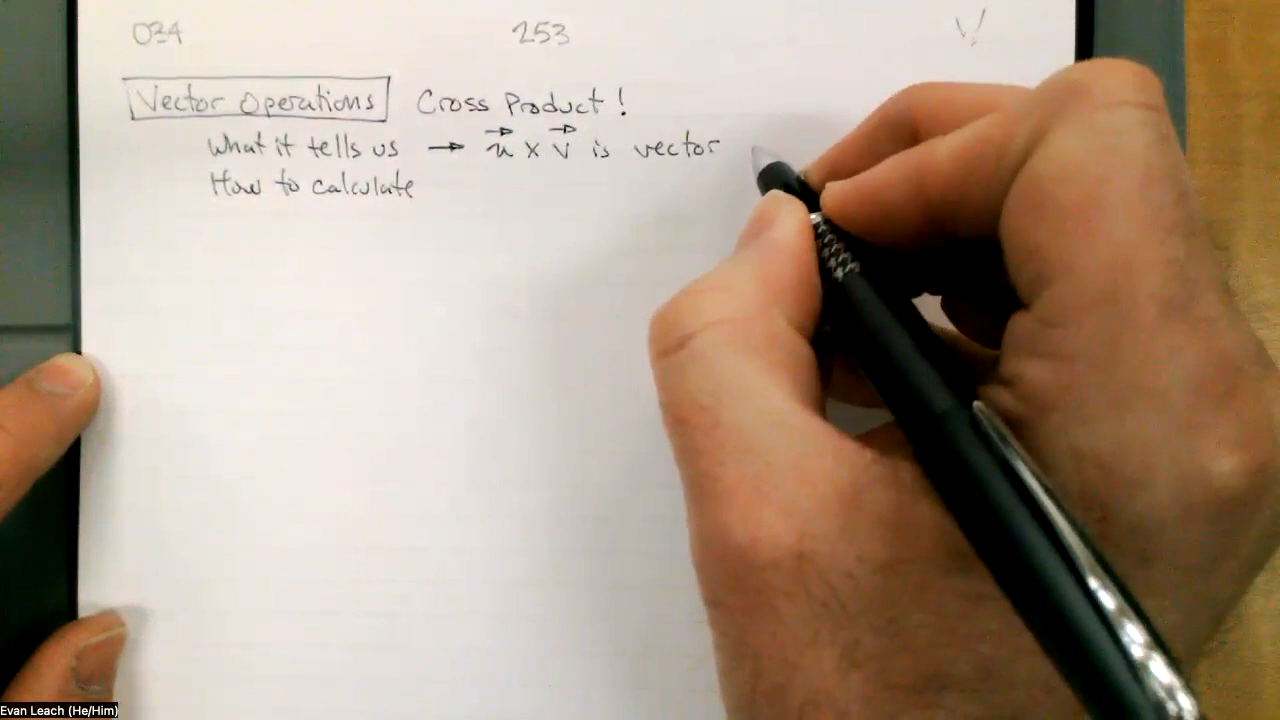 034 253 V
Vector Operations Cross Product!
What it tells us → u⃗ x v⃗ is vector
How to calculate
Evan Leach (He/Him)